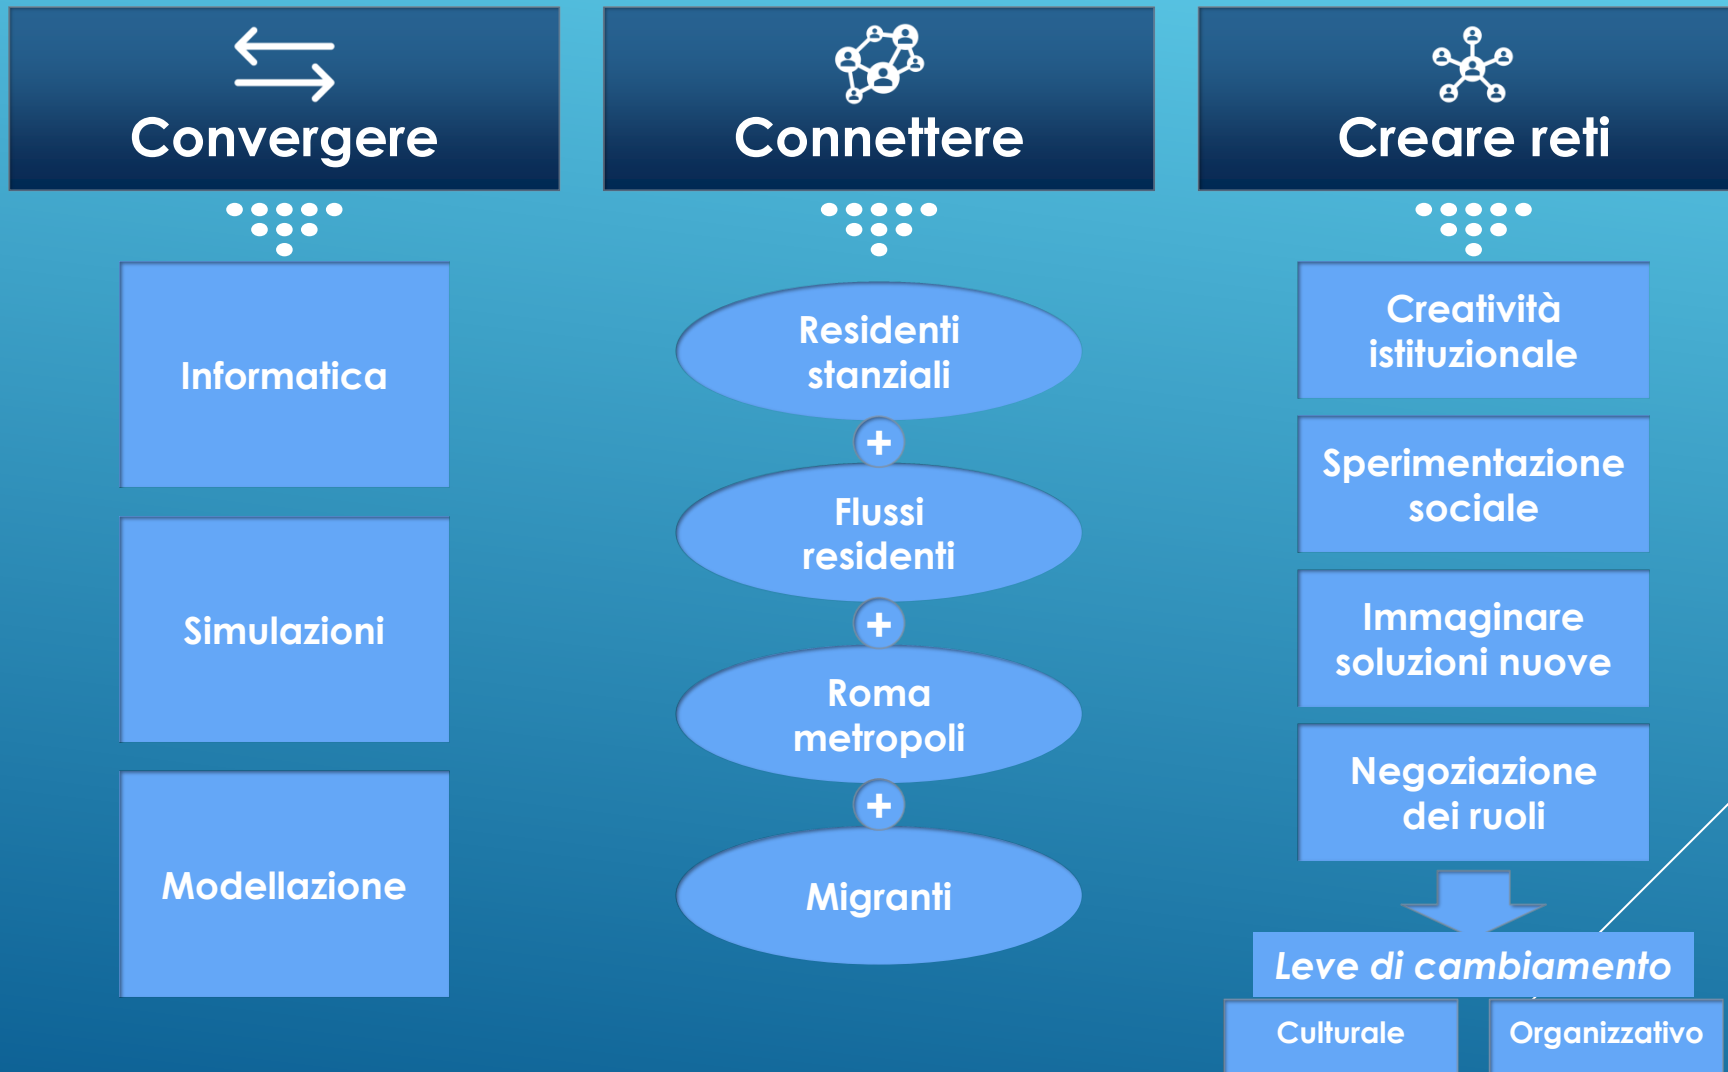 Convergere
Informatica
Simulazioni
Modellazione
Connettere
Residenti
stanziali
+
Flussi
residenti
+
Roma
metropoli
+
Migranti
Creare reti
Creatività
istituzionale
Sperimentazione
sociale
Immaginare
soluzioni nuove
Negoziazione
dei ruoli
Leve di cambiamento
Culturale
Organizzativo